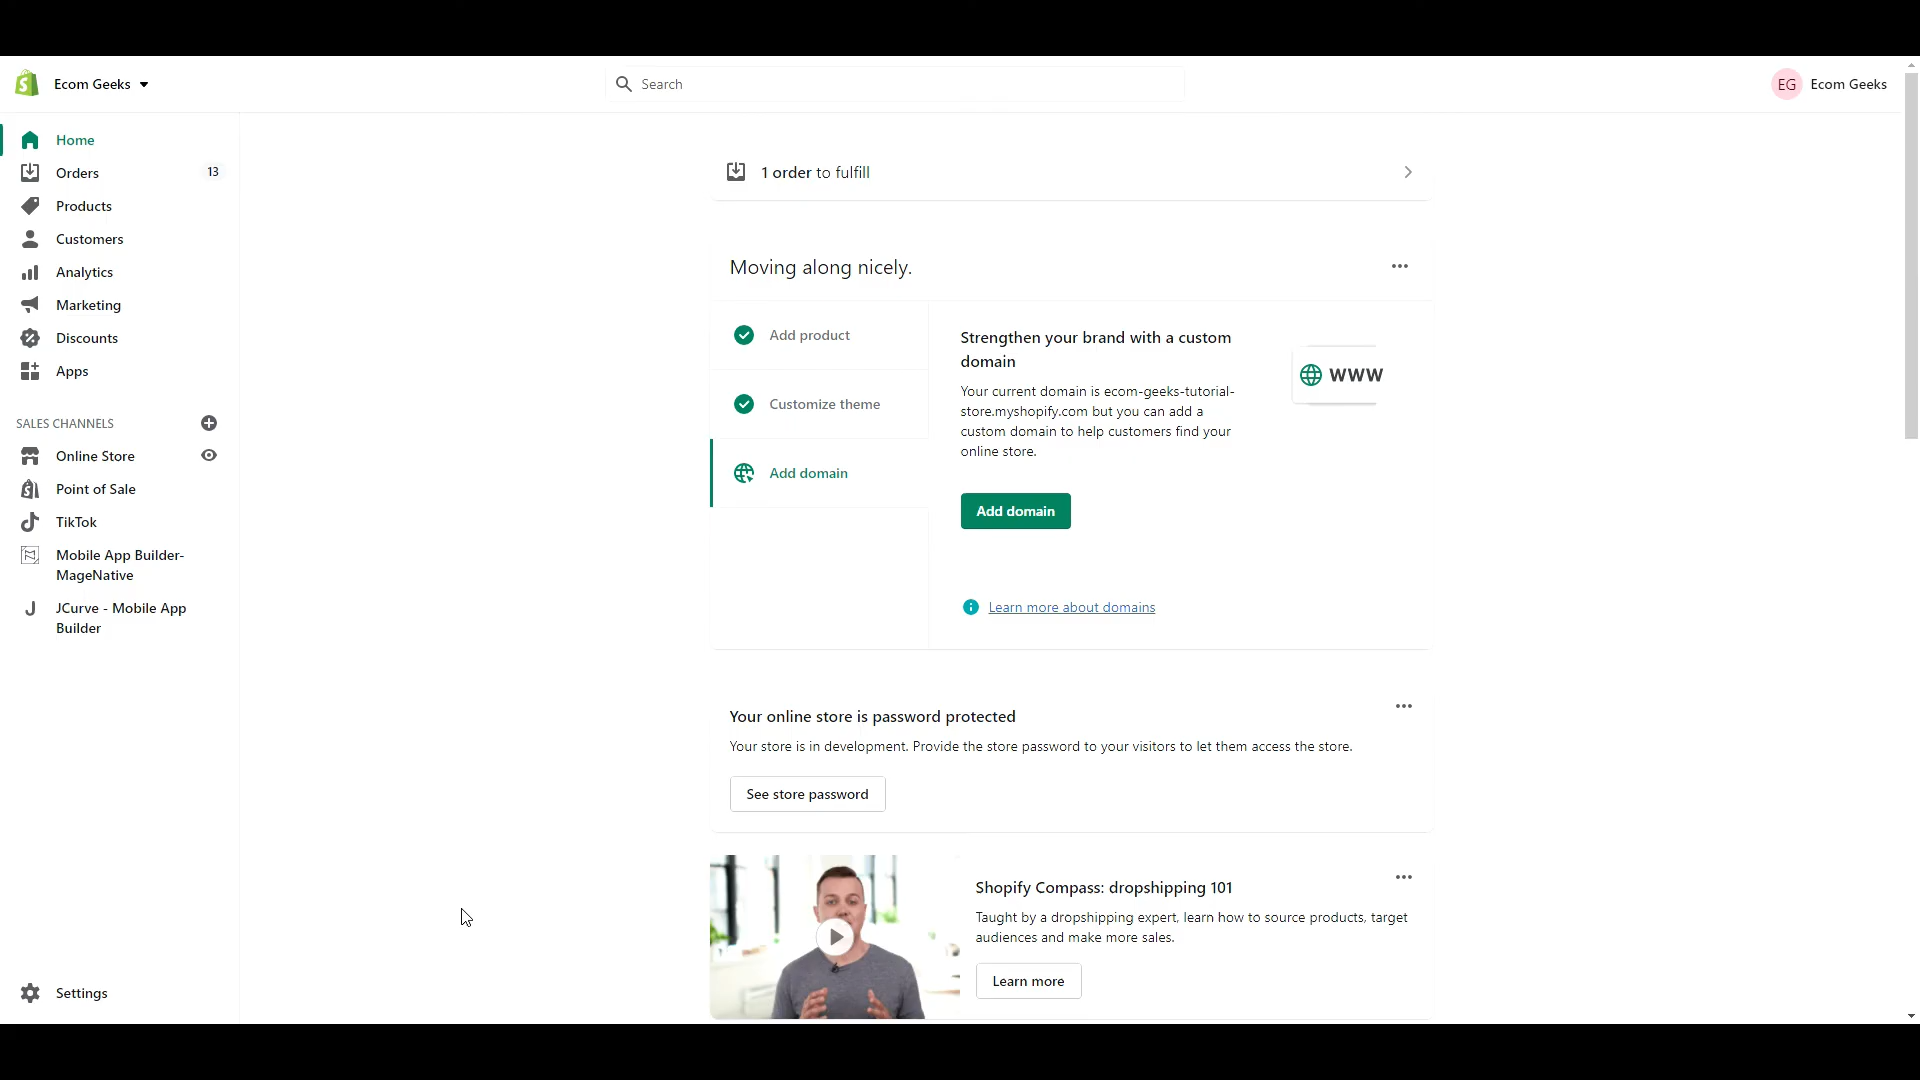 Ecom Geeks
Search
EG Ecom Geeks
Home
Orders 13
Products
Customers
Analytics
Marketing
Discounts
Apps
SALES CHANNELS
Online Store
Point of Sale
TikTok
Mobile App Builder-
MageNative
J JCurve - Mobile App
Builder
Settings
1 order to fulfill
Moving along nicely.
Add product
Customize theme
Add domain
Strengthen your brand with a custom
domain
Your current domain is ecom-geeks-tutorial-
store.myshopify.com but you can add a
custom domain to help customers find your
online store.
WWW
Add domain
Learn more about domains
Your online store is password protected
Your store is in development. Provide the store password to your visitors to let them access the store.
See store password
Shopify Compass: dropshipping 101
Taught by a dropshipping expert, learn how to source products, target
audiences and make more sales.
Learn more